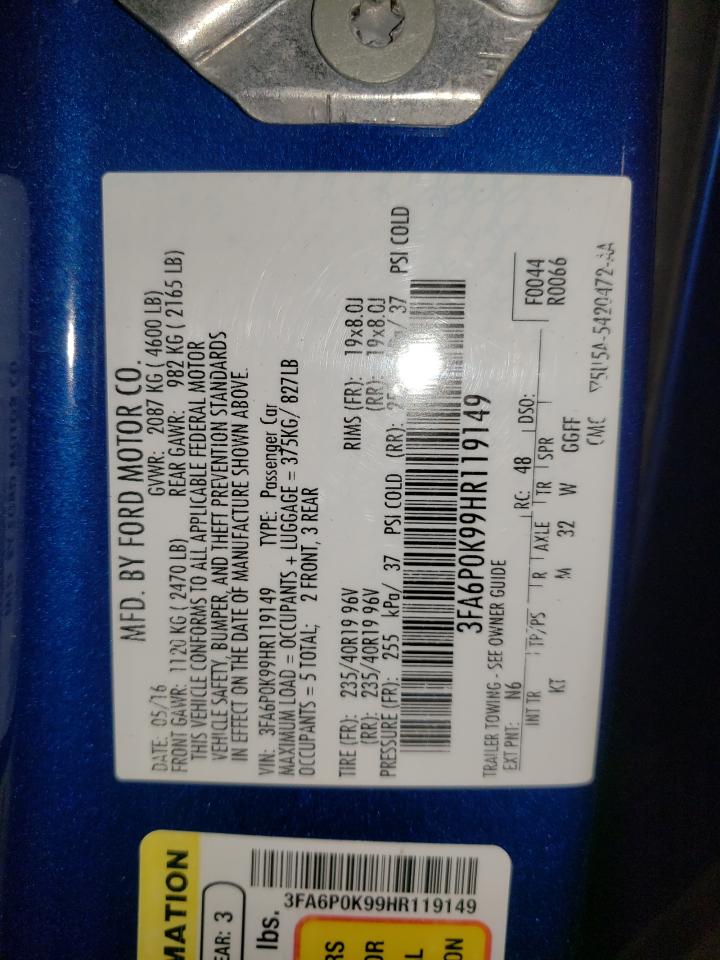 MFD. BY FORD MOTOR CO.
DATE: 05/16 GVWR: 2087 KG ( 4600 LB)
FRONT GAWR: 1120 KG ( 2470 LB) REAR GAWR: 982 KG ( 2165 LB)
THIS VEHICLE CONFORMS TO ALL APPLICABLE FEDERAL MOTOR
VEHICLE SAFETY, BUMPER, AND THEFT PREVENTION STANDARDS
IN EFFECT ON THE DATE OF MANUFACTURE SHOWN ABOVE.
VIN: 3FA6P0K99HR119149 TYPE: Passenger Car
MAXIMUM LOAD = OCCUPANTS + LUGGAGE = 375KG/ 827LB
OCCUPANTS = 5 TOTAL; 2 FRONT, 3 REAR
TIRE (FR): 235/40R19 96V RIMS (FR): 19x8.0J
(RR): 235/40R19 96V (RR): 19x8.0J
PRESSURE (FR): 255 kPa/ 37 PSI COLD (RR): / 37 PSI COLD
3FA6P0K99HR119149
TRAILER TOWING - SEE OWNER GUIDE
EXT PNT: N6 RC: 48 DSO: F0044
R0066
INT TR TP/PS R AXLE TR SPR
KT M 32 W GGFF
CMC
MATION
EAR: 3
3FA6P0K99HR119149
lbs.
RS
OR
L
ON